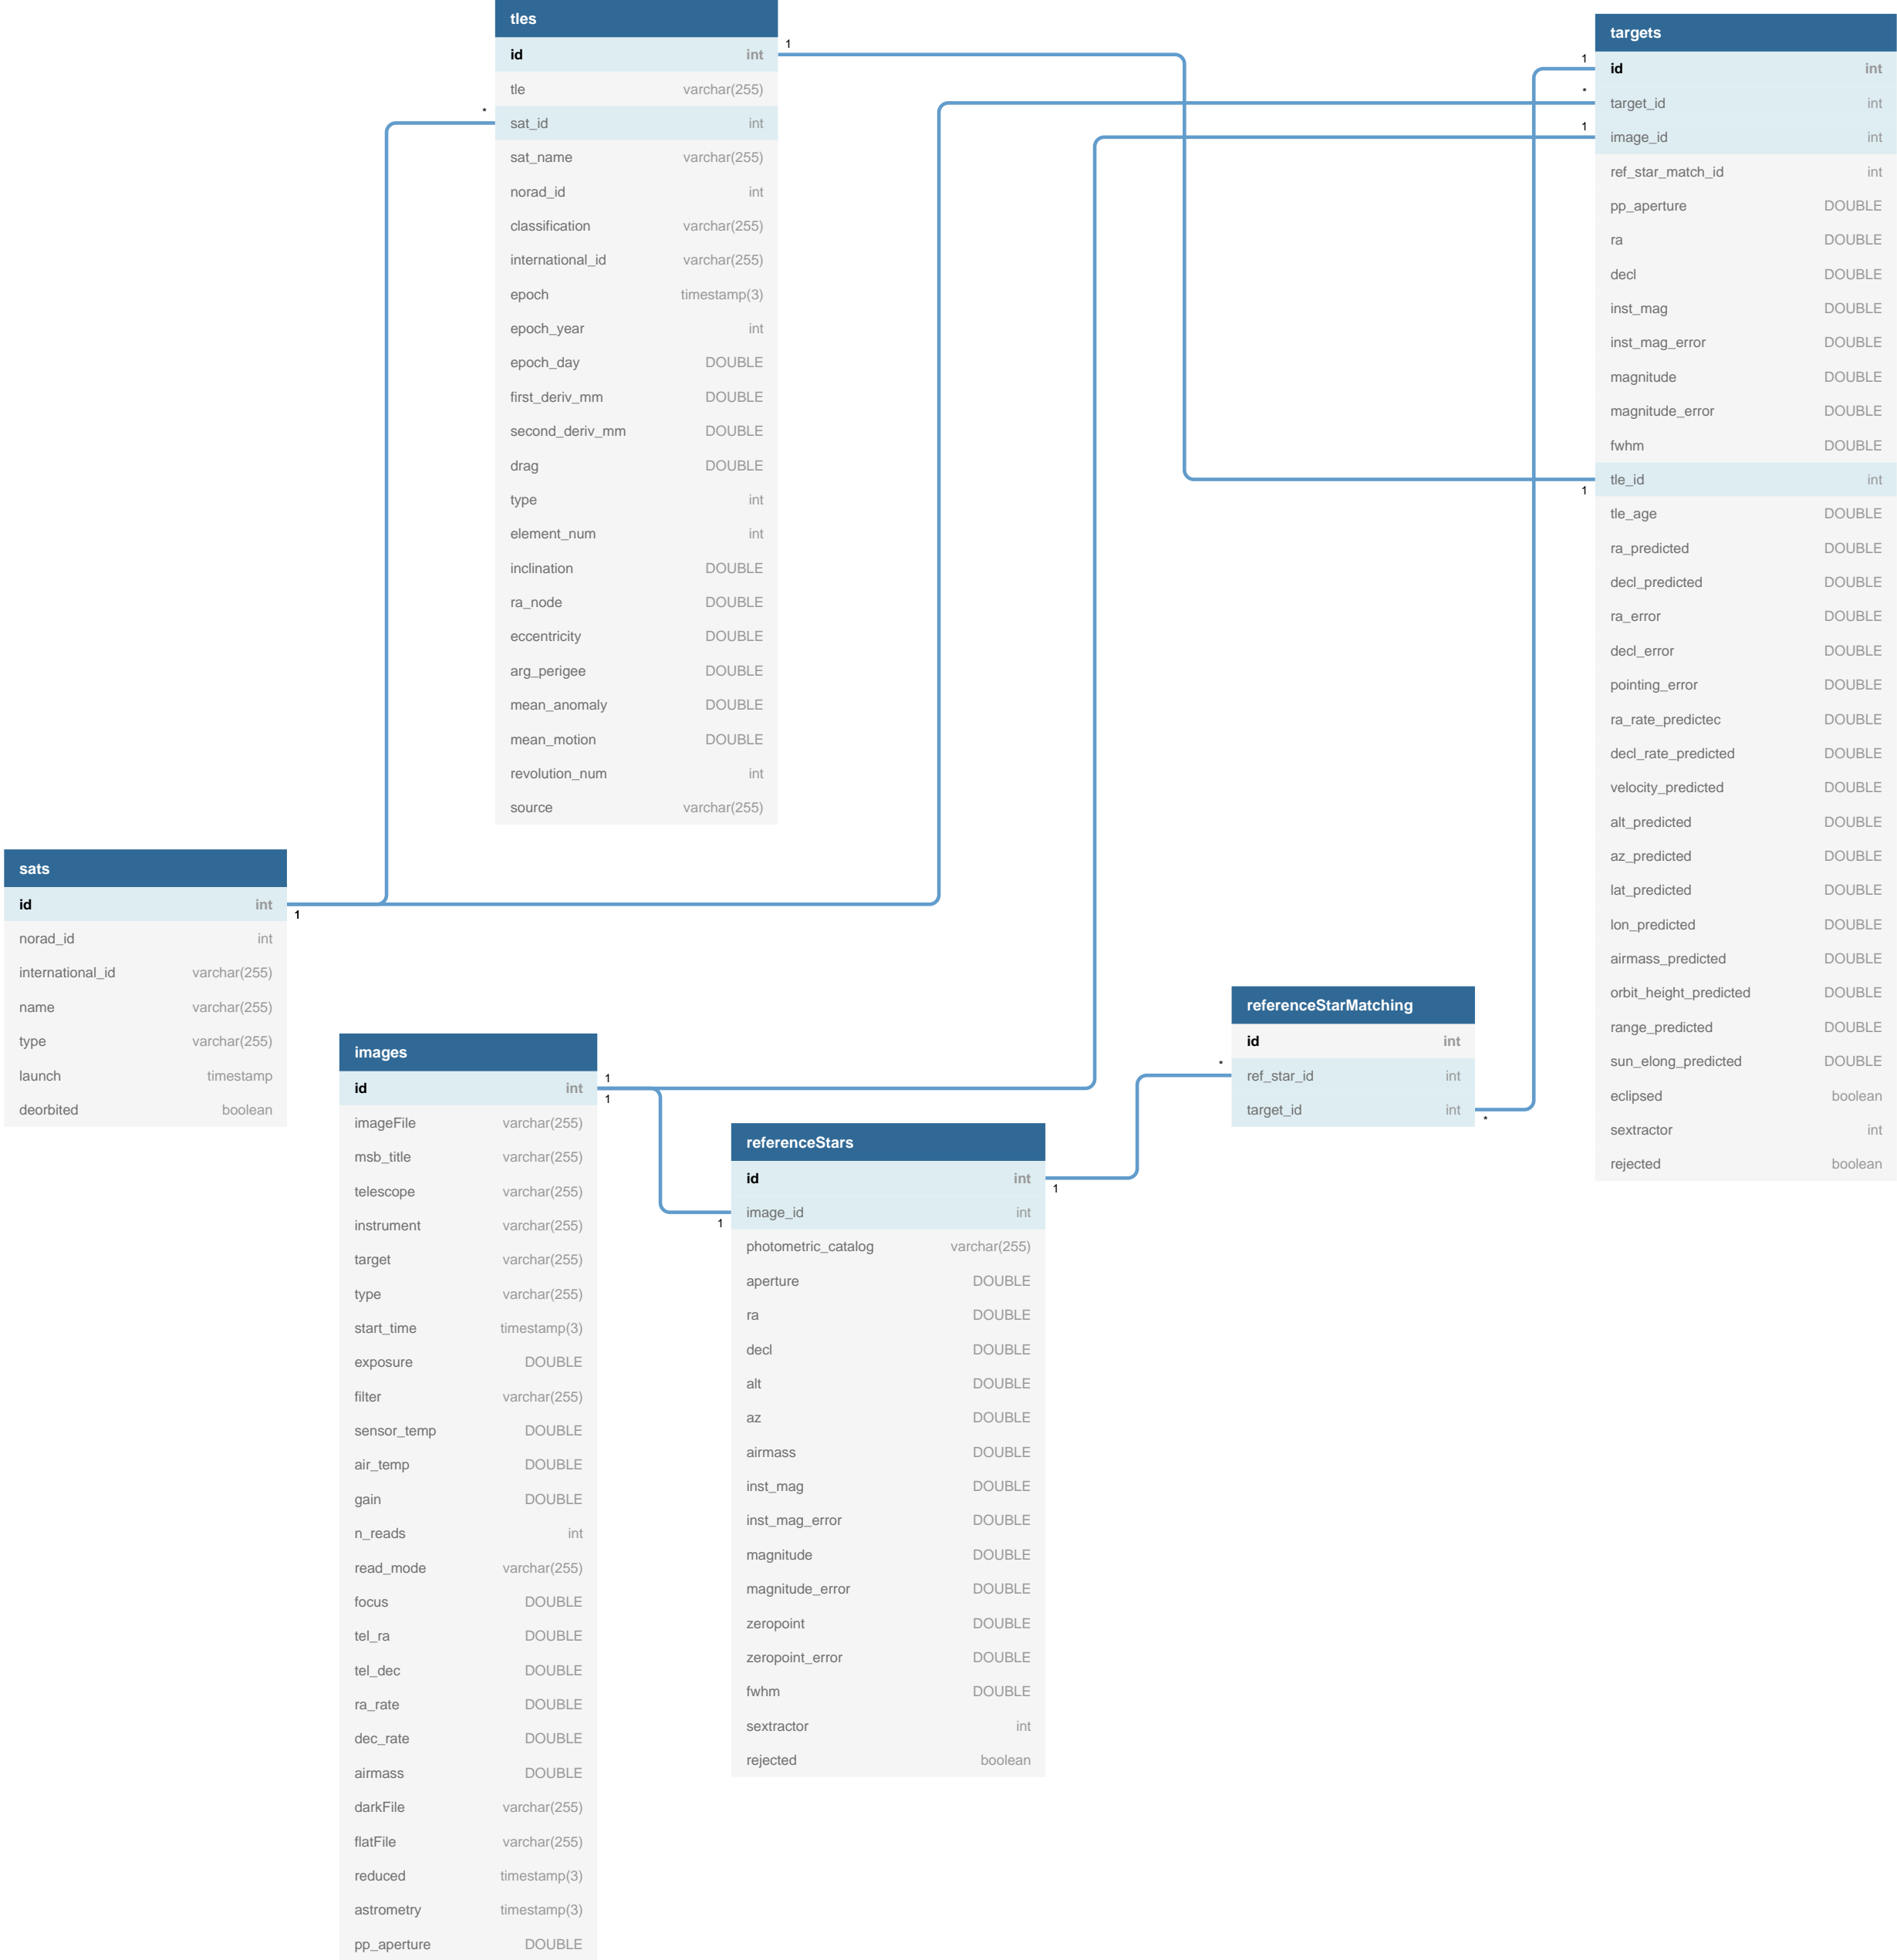 tles
id int
tle varchar(255)
sat_id int
sat_name varchar(255)
norad_id int
classification varchar(255)
international_id varchar(255)
epoch timestamp(3)
epoch_year int
epoch_day DOUBLE
first_deriv_mm DOUBLE
second_deriv_mm DOUBLE
drag DOUBLE
type int
element_num int
inclination DOUBLE
ra_node DOUBLE
eccentricity DOUBLE
arg_perigee DOUBLE
mean_anomaly DOUBLE
mean_motion DOUBLE
revolution_num int
source varchar(255)
1
*
targets
id int
target_id int
image_id int
ref_star_match_id int
pp_aperture DOUBLE
ra DOUBLE
decl DOUBLE
inst_mag DOUBLE
inst_mag_error DOUBLE
magnitude DOUBLE
magnitude_error DOUBLE
fwhm DOUBLE
tle_id int
tle_age DOUBLE
ra_predicted DOUBLE
decl_predicted DOUBLE
ra_error DOUBLE
decl_error DOUBLE
pointing_error DOUBLE
ra_rate_predictec DOUBLE
decl_rate_predicted DOUBLE
velocity_predicted DOUBLE
alt_predicted DOUBLE
az_predicted DOUBLE
lat_predicted DOUBLE
lon_predicted DOUBLE
airmass_predicted DOUBLE
orbit_height_predicted DOUBLE
range_predicted DOUBLE
sun_elong_predicted DOUBLE
eclipsed boolean
sextractor int
rejected boolean
1
*
1
1
sats
id int
norad_id int
international_id varchar(255)
name varchar(255)
type varchar(255)
launch timestamp
deorbited boolean
1
images
id int
imageFile varchar(255)
msb_title varchar(255)
telescope varchar(255)
instrument varchar(255)
target varchar(255)
type varchar(255)
start_time timestamp(3)
exposure DOUBLE
filter varchar(255)
sensor_temp DOUBLE
air_temp DOUBLE
gain DOUBLE
n_reads int
read_mode varchar(255)
focus DOUBLE
tel_ra DOUBLE
tel_dec DOUBLE
ra_rate DOUBLE
dec_rate DOUBLE
airmass DOUBLE
darkFile varchar(255)
flatFile varchar(255)
reduced timestamp(3)
astrometry timestamp(3)
pp_aperture DOUBLE
1
1
referenceStars
id int
image_id int
photometric_catalog varchar(255)
aperture DOUBLE
ra DOUBLE
decl DOUBLE
alt DOUBLE
az DOUBLE
airmass DOUBLE
inst_mag DOUBLE
inst_mag_error DOUBLE
magnitude DOUBLE
magnitude_error DOUBLE
zeropoint DOUBLE
zeropoint_error DOUBLE
fwhm DOUBLE
sextractor int
rejected boolean
1
1
referenceStarMatching
id int
ref_star_id int
target_id int
*
*